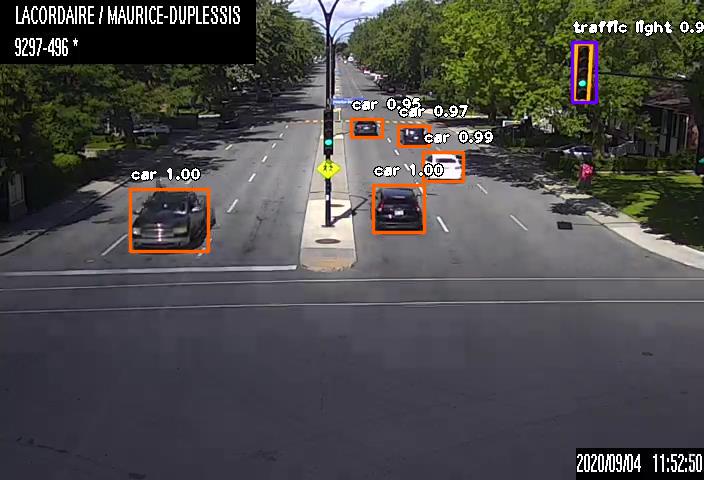 LACORDAIRE / MAURICE-DUPLESSIS
9297-496 *
traffic light 0.9
car 0.95
car 0.97
car 0.99
car 1.00
car 1.00
2020/09/04 11:52:50